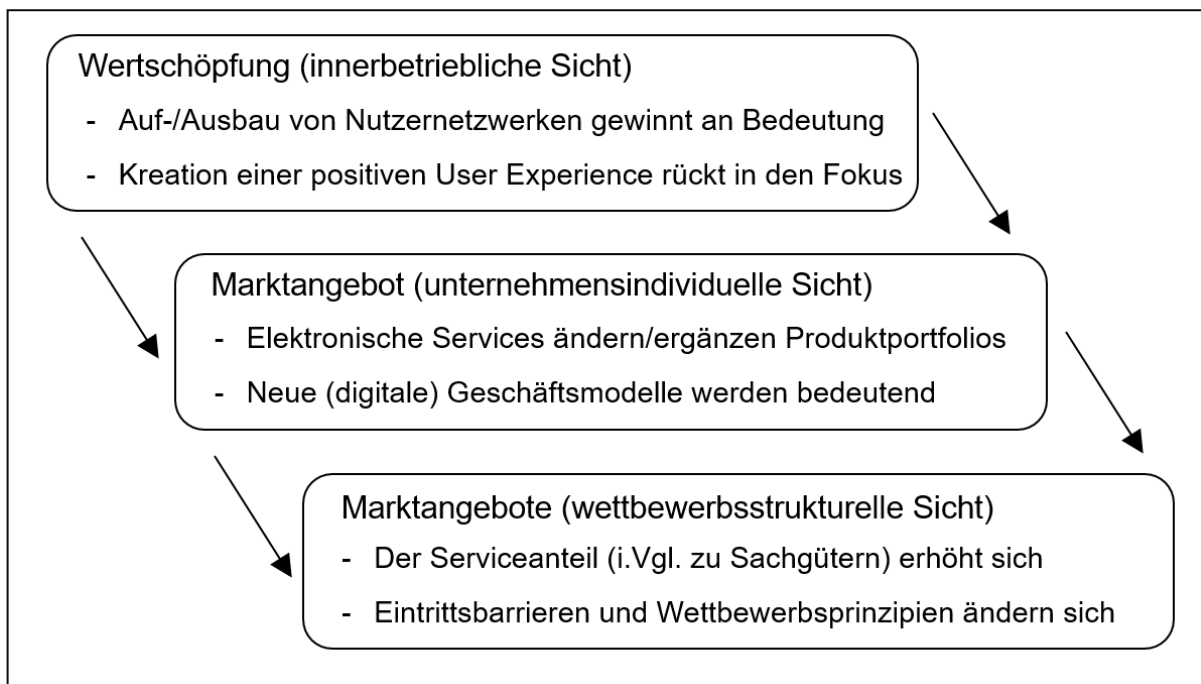 Wertschöpfung (innerbetriebliche Sicht)
- Auf-/Ausbau von Nutzernetzwerken gewinnt an Bedeutung
- Kreation einer positiven User Experience rückt in den Fokus
Marktangebot (unternehmensindividuelle Sicht)
- Elektronische Services ändern/ergänzen Produktportfolios
- Neue (digitale) Geschäftsmodelle werden bedeutend
Marktangebote (wettbewerbsstrukturelle Sicht)
- Der Serviceanteil (i.Vgl. zu Sachgütern) erhöht sich
- Eintrittsbarrieren und Wettbewerbsprinzipien ändern sich